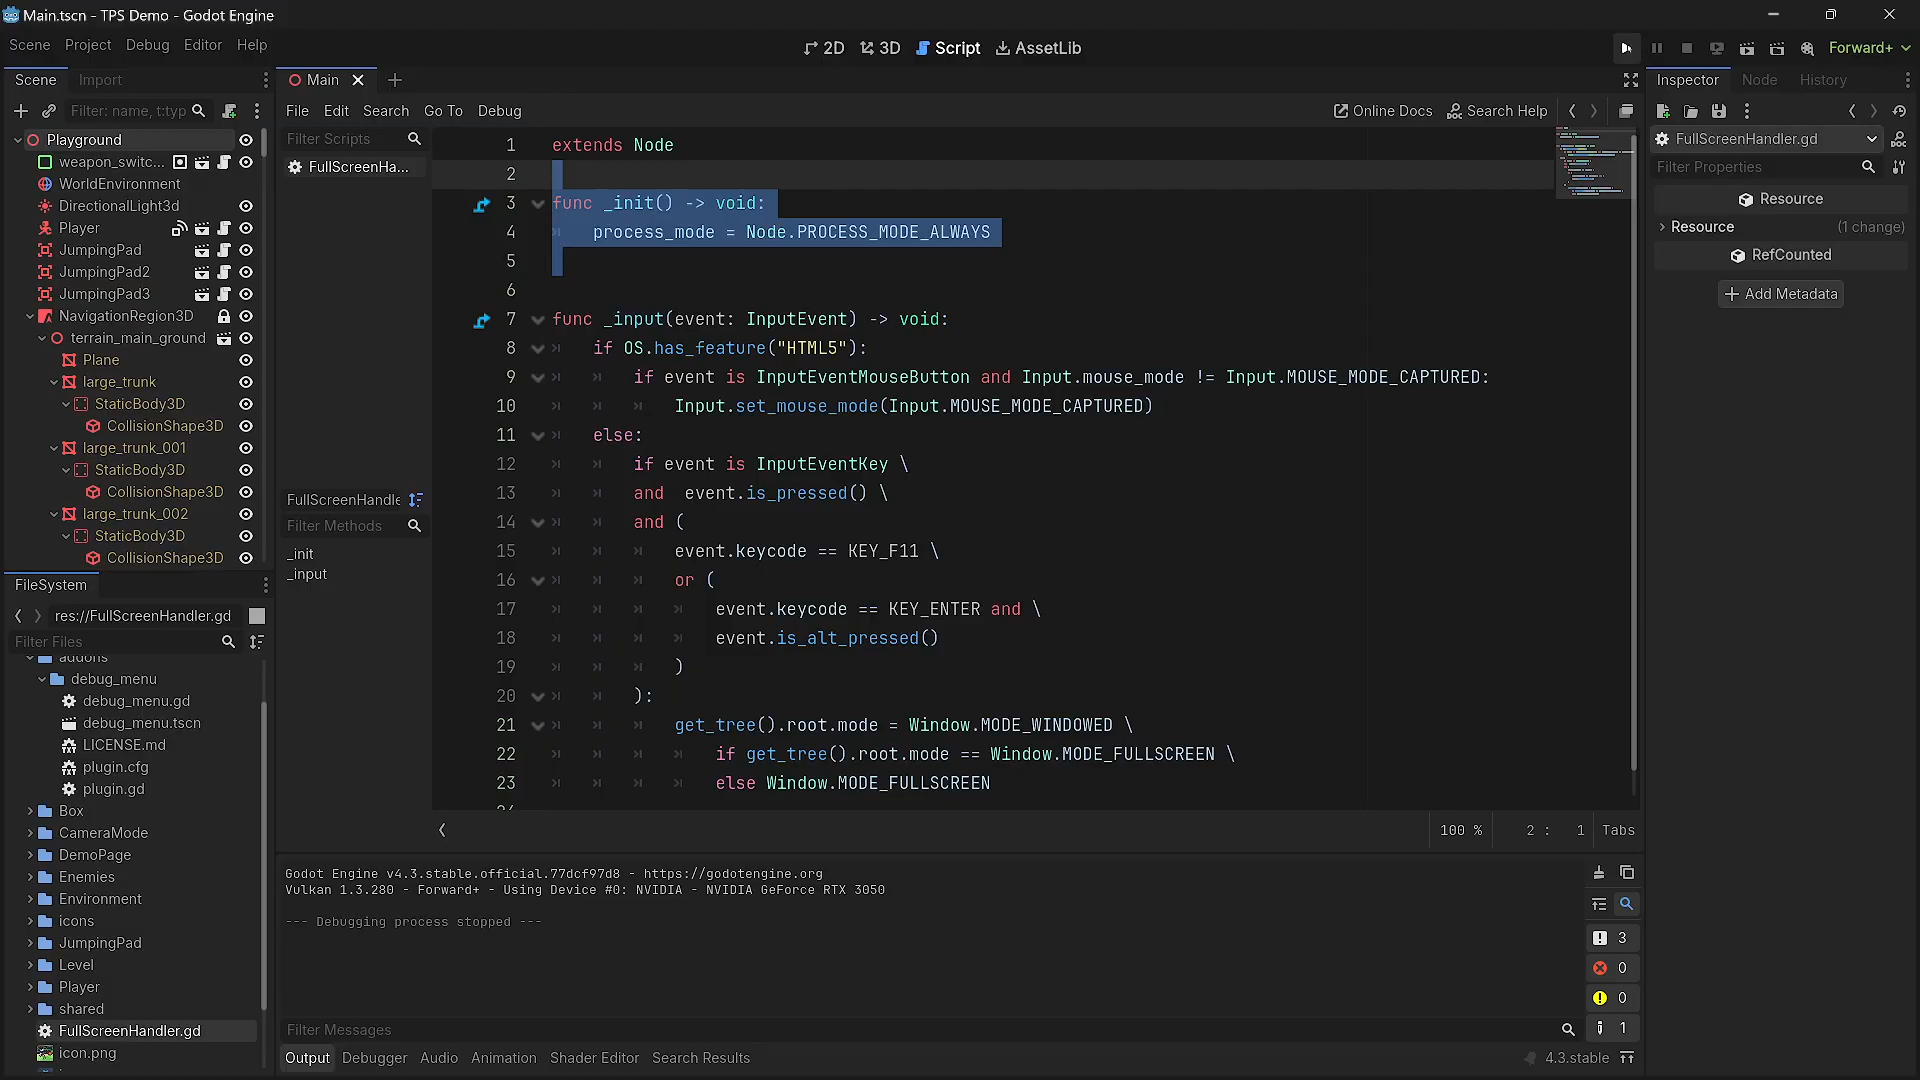 Main.tscn - TPS Demo - Godot Engine
Scene Project Debug Editor Help
2D 3D Script AssetLib
Forward+
Scene Import
Main
Inspector Node History
Filter: name, t:typ
File Edit Search Go To Debug
Online Docs Search Help
Filter Scripts
FullScreenHa...
FullScreenHandle
Filter Methods
_init
_input
Playground
weapon_switc...
WorldEnvironment
DirectionalLight3d
Player
JumpingPad
JumpingPad2
JumpingPad3
NavigationRegion3D
terrain_main_ground
Plane
large_trunk
StaticBody3D
CollisionShape3D
large_trunk_001
StaticBody3D
CollisionShape3D
large_trunk_002
StaticBody3D
CollisionShape3D
FileSystem
res://FullScreenHandler.gd
Filter Files
addons
debug_menu
debug_menu.gd
debug_menu.tscn
LICENSE.md
plugin.cfg
plugin.gd
Box
CameraMode
DemoPage
Enemies
Environment
icons
JumpingPad
Level
Player
shared
FullScreenHandler.gd
icon.png
1 extends Node
2
3 func _init() -> void:
4 process_mode = Node.PROCESS_MODE_ALWAYS
5
6
7 func _input(event: InputEvent) -> void:
8 if OS.has_feature("HTML5"):
9 if event is InputEventMouseButton and Input.mouse_mode != Input.MOUSE_MODE_CAPTURED:
10 Input.set_mouse_mode(Input.MOUSE_MODE_CAPTURED)
11 else:
12 if event is InputEventKey \
13 and  event.is_pressed() \
14 and (
15 event.keycode == KEY_F11 \
16 or (
17 event.keycode == KEY_ENTER and \
18 event.is_alt_pressed()
19 )
20 ):
21 get_tree().root.mode = Window.MODE_WINDOWED \
22 if get_tree().root.mode == Window.MODE_FULLSCREEN \
23 else Window.MODE_FULLSCREEN
100 % 2 : 1 Tabs
Godot Engine v4.3.stable.official.77dcf97d8 - https://godotengine.org
Vulkan 1.3.280 - Forward+ - Using Device #0: NVIDIA - NVIDIA GeForce RTX 3050
--- Debugging process stopped ---
3
0
0
1
Filter Messages
Output Debugger Audio Animation Shader Editor Search Results
4.3.stable
FullScreenHandler.gd
Filter Properties
Resource
Resource (1 change)
RefCounted
Add Metadata